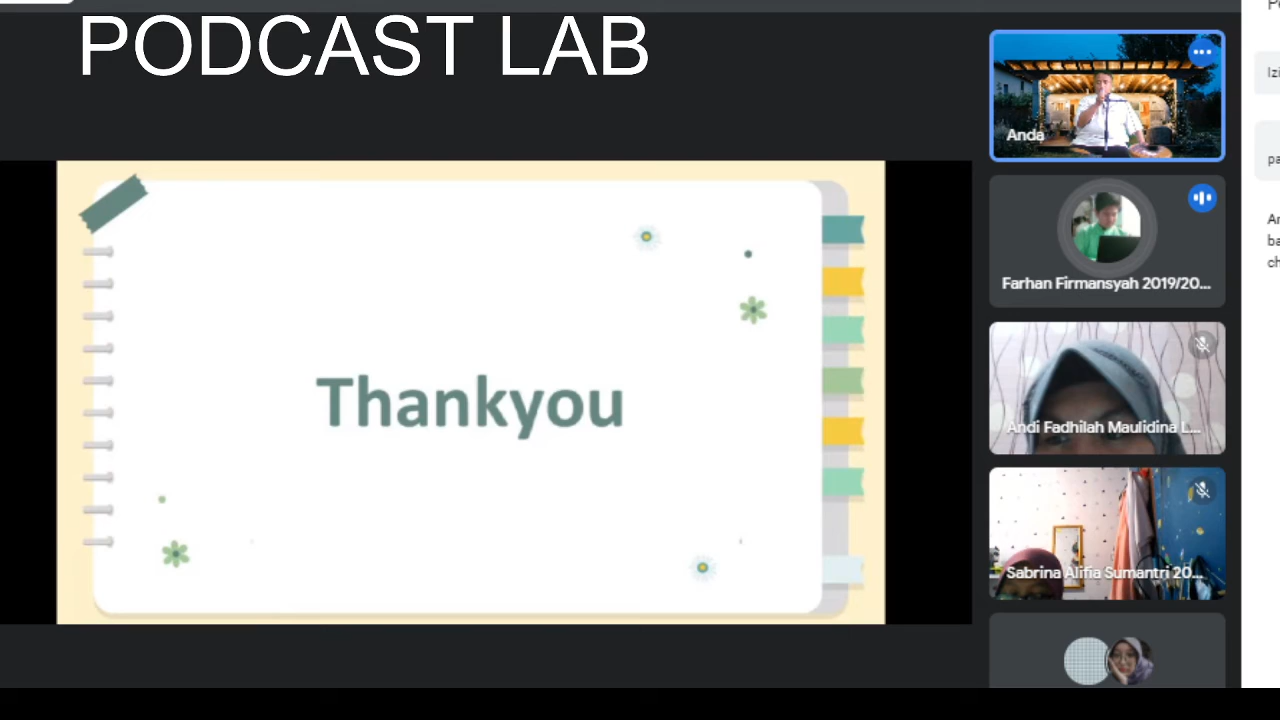 PODCAST LAB
Thankyou
Anda
Farhan Firmansyah 2019/20...
Andi Fadhilah Maulidina L...
Sabrina Alifia Sumantri 20...